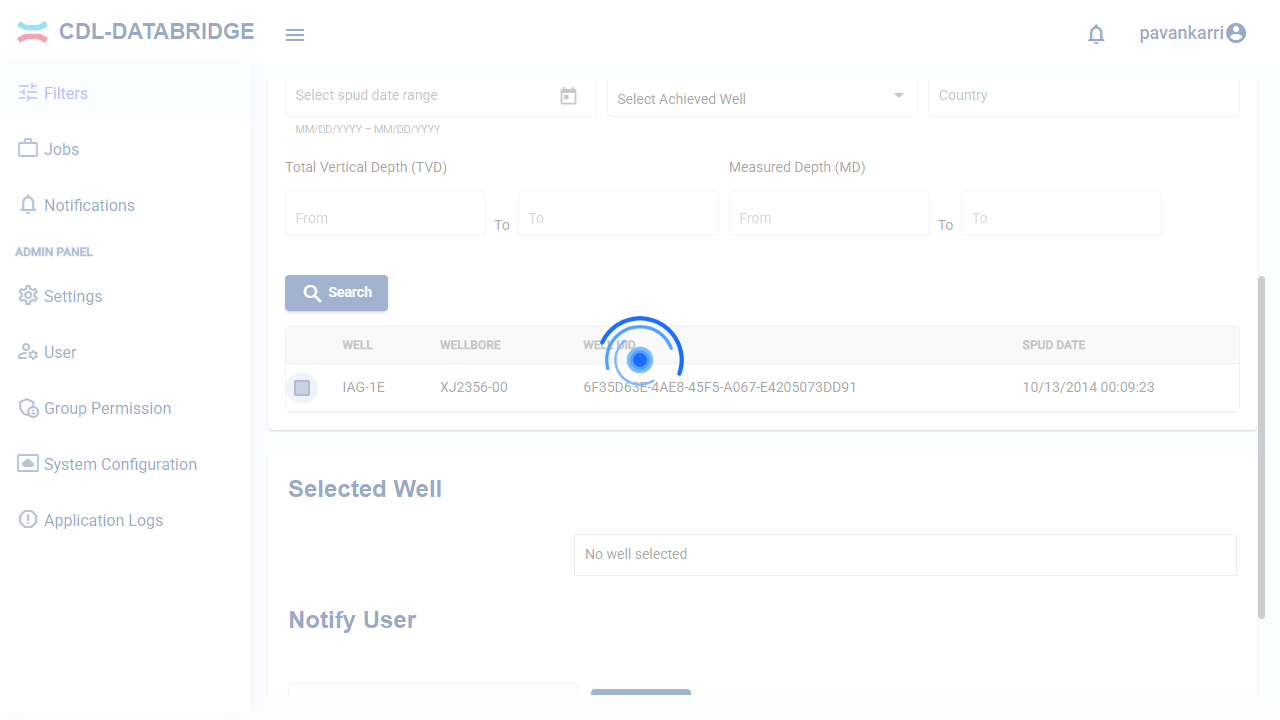 CDL-DATABRIDGE
pavankarri
Filters
Jobs
Notifications
ADMIN PANEL
Settings
User
Group Permission
System Configuration
Application Logs
Select spud date range
Select Achieved Well
Country
MM/DD/YYYY – MM/DD/YYYY
Total Vertical Depth (TVD)
Measured Depth (MD)
From To To From To To
Search
WELL WELLBORE WELL UID SPUD DATE
IAG-1E XJ2356-00 6F35D63E-4AE8-45F5-A067-E4205073DD91 10/13/2014 00:09:23
Selected Well
No well selected
Notify User